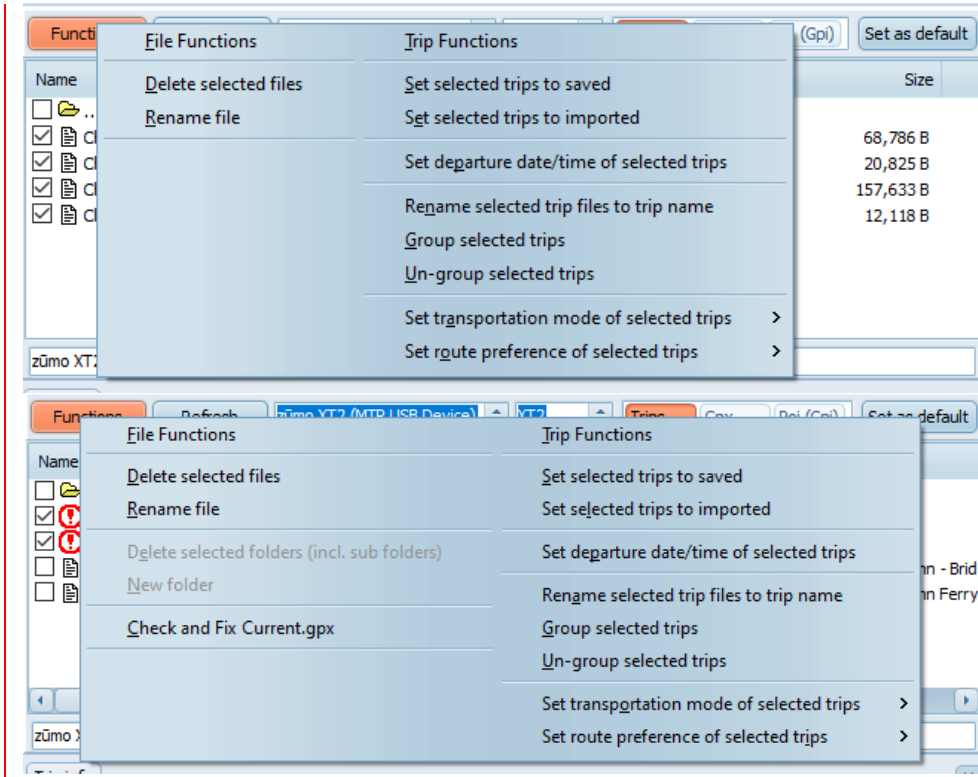 Functi
(Gpi)
Set as default
Name
Size
..
68,786 B
20,825 B
157,633 B
12,118 B
File Functions
Delete selected files
Rename file
Trip Functions
Set selected trips to saved
Set selected trips to imported
Set departure date/time of selected trips
Rename selected trip files to trip name
Group selected trips
Un-group selected trips
Set transportation mode of selected trips
Set route preference of selected trips
zūmo XT2
Functions
Refresh
zūmo XT2 (MTP USB Device)
XT2
Trips
Gpx
Poi (Gpi)
Set as default
Name
File Functions
Delete selected files
Rename file
Delete selected folders (incl. sub folders)
New folder
Check and Fix Current.gpx
Trip Functions
Set selected trips to saved
Set selected trips to imported
Set departure date/time of selected trips
Rename selected trip files to trip name
Group selected trips
Un-group selected trips
Set transportation mode of selected trips
Set route preference of selected trips
nn - Brid
nn Ferry
zūmo